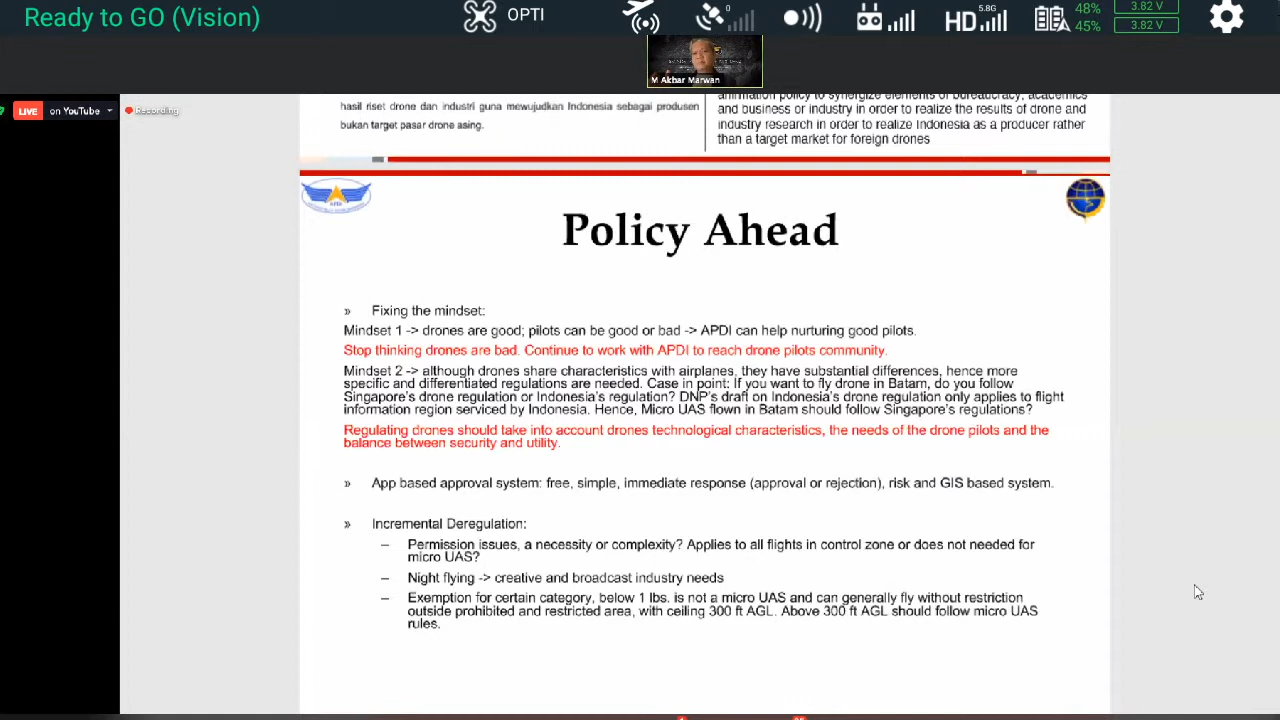 Ready to GO (Vision)
OPTI
0
5.8G
HD
48%
45%
3.82 V
3.82 V
M Akbar Marwan
LIVE on YouTube
Recording
hasil riset drone dan industri guna mewujudkan Indonesia sebagai produsen
bukan target pasar drone asing.
affirmation policy to synergize elements of bureaucracy, academics
and business or industry in order to realize the results of drone and
industry research in order to realize Indonesia as a producer rather
than a target market for foreign drones
Policy Ahead
» Fixing the mindset:
Mindset 1 -> drones are good; pilots can be good or bad -> APDI can help nurturing good pilots.
Stop thinking drones are bad. Continue to work with APDI to reach drone pilots community.
Mindset 2 -> although drones share characteristics with airplanes, they have substantial differences, hence more
specific and differentiated regulations are needed. Case in point: If you want to fly drone in Batam, do you follow
Singapore's drone regulation or Indonesia's regulation? DNP's draft on Indonesia's drone regulation only applies to flight
information region serviced by Indonesia. Hence, Micro UAS flown in Batam should follow Singapore's regulations?
Regulating drones should take into account drones technological characteristics, the needs of the drone pilots and the
balance between security and utility.
» App based approval system: free, simple, immediate response (approval or rejection), risk and GIS based system.
» Incremental Deregulation:
– Permission issues, a necessity or complexity? Applies to all flights in control zone or does not needed for
micro UAS?
– Night flying -> creative and broadcast industry needs
– Exemption for certain category, below 1 lbs. is not a micro UAS and can generally fly without restriction
outside prohibited and restricted area, with ceiling 300 ft AGL. Above 300 ft AGL should follow micro UAS
rules.